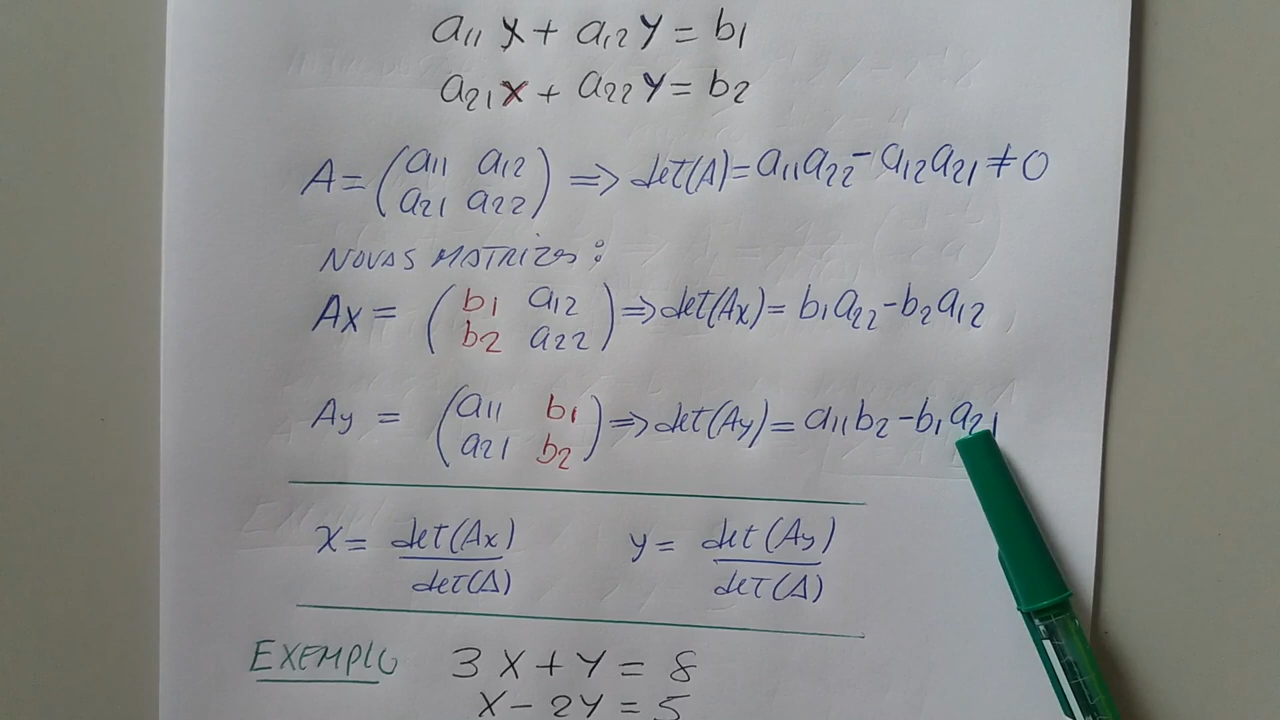 a11 x + a12 y = b1
a21 x + a22 y = b2
A = (a11 a12
a21 a22) => det(A) = a11a22 - a12a21 ≠ 0
NOVAS MATRIZES:
Ax = (b1 a12
b2 a22) => det(Ax) = b1a22 - b2a12
Ay = (a11 b1
a21 b2) => det(Ay) = a11b2 - b1a21
x = det(Ax)/det(A) y = det(Ay)/det(A)
EXEMPLO 3x + y = 8
x - 2y = 5